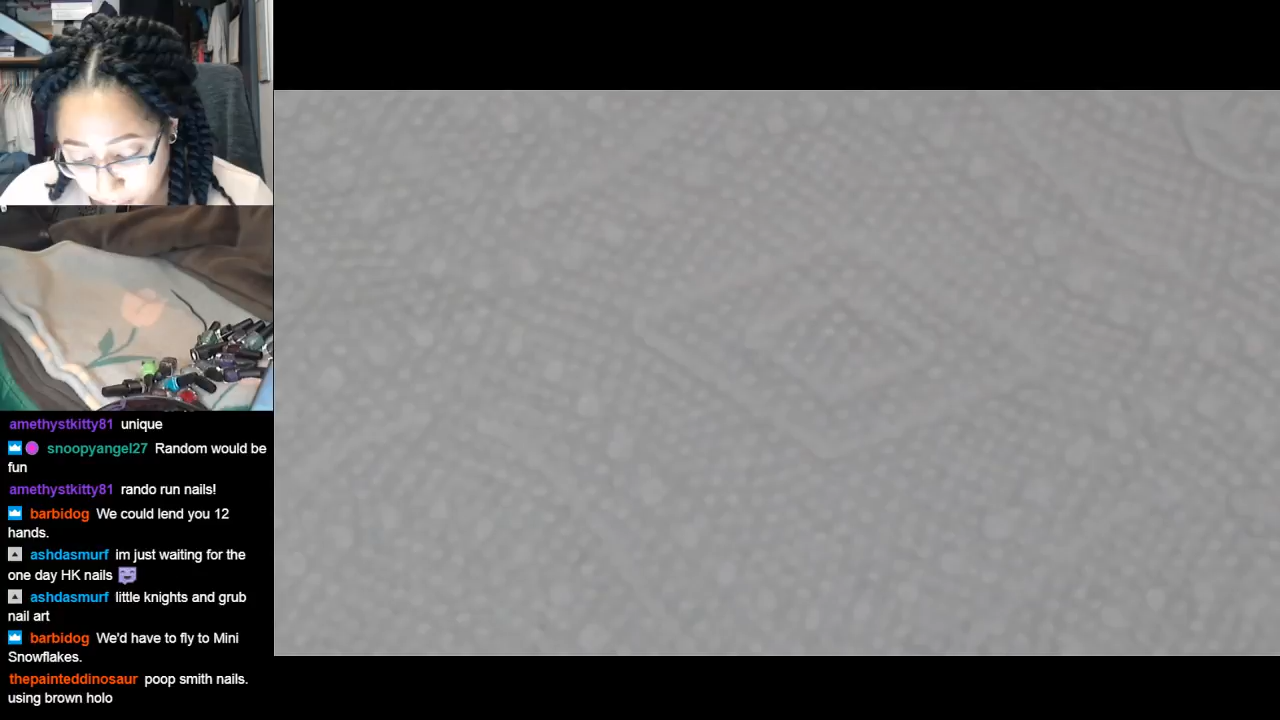 amethystkitty81 unique
snoopyangel27 Random would be
fun
amethystkitty81 rando run nails!
barbidog We could lend you 12
hands.
ashdasmurf im just waiting for the
one day HK nails
ashdasmurf little knights and grub
nail art
barbidog We'd have to fly to Mini
Snowflakes.
thepainteddinosaur poop smith nails.
using brown holo